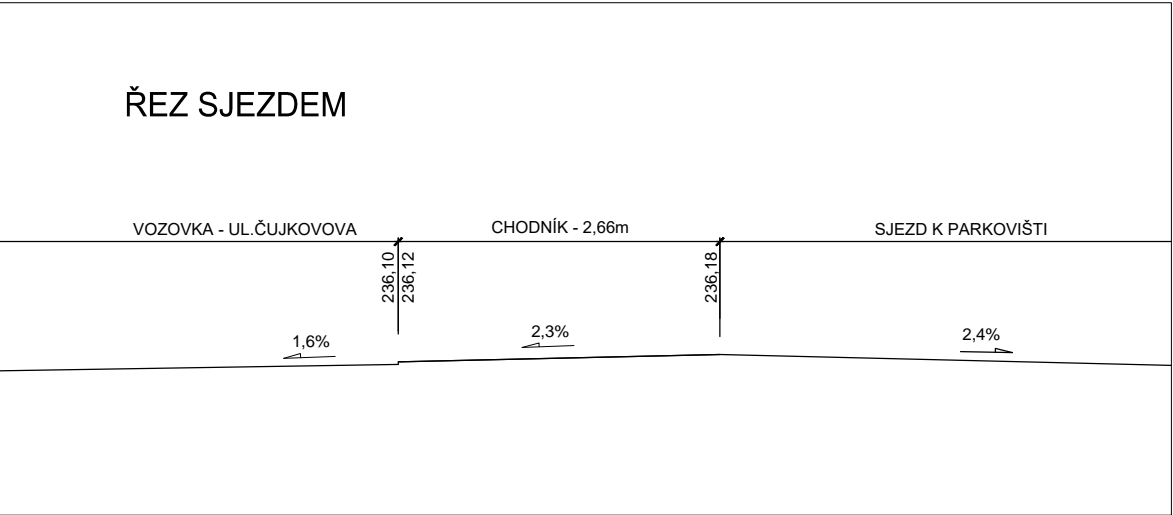 ŘEZ SJEZDEM
VOZOVKA - UL.ČUJKOVOVA
CHODNÍK - 2,66m
SJEZD K PARKOVIŠTI
236,10
236,12
236,18
1,6%
2,3%
2,4%